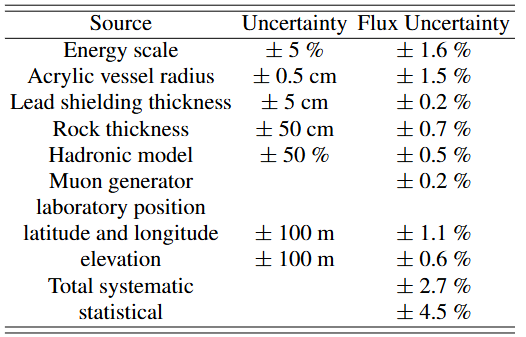 Source Uncertainty Flux Uncertainty
Energy scale ± 5 % ± 1.6 %
Acrylic vessel radius ± 0.5 cm ± 1.5 %
Lead shielding thickness ± 5 cm ± 0.2 %
Rock thickness ± 50 cm ± 0.7 %
Hadronic model ± 50 % ± 0.5 %
Muon generator ± 0.2 %
laboratory position
latitude and longitude ± 100 m ± 1.1 %
elevation ± 100 m ± 0.6 %
Total systematic ± 2.7 %
statistical ± 4.5 %